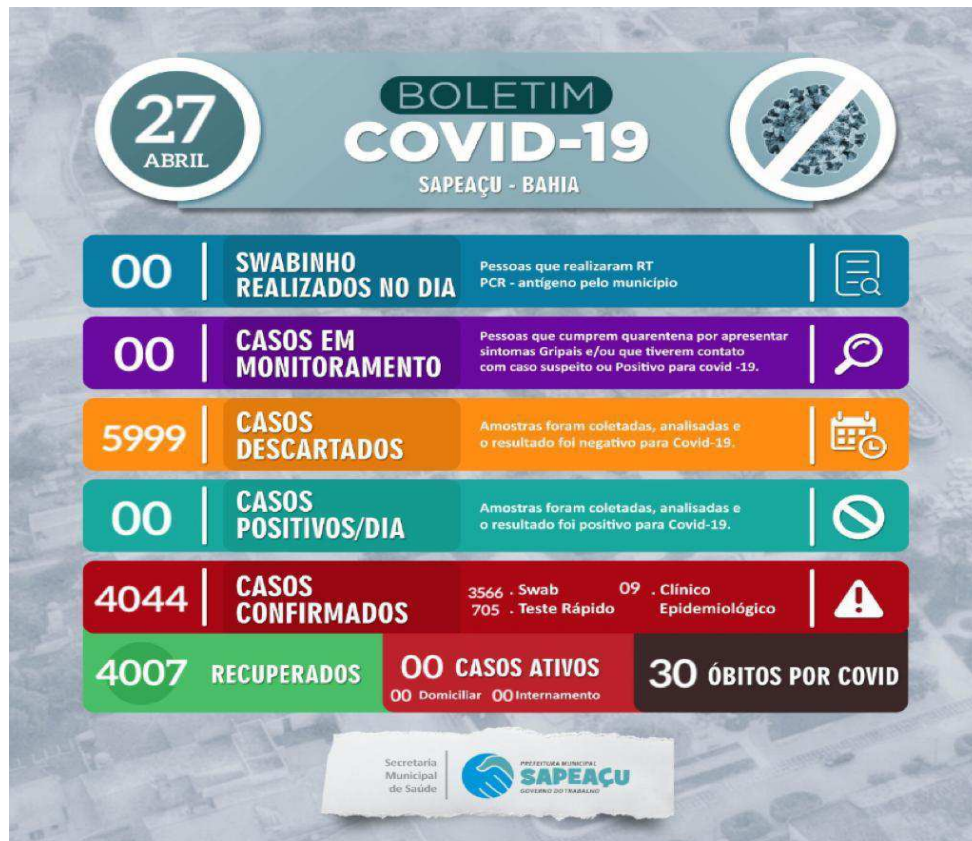 27
ABRIL
BOLETIM
COVID-19
SAPEAÇU - BAHIA
00
SWABINHO
REALIZADOS NO DIA
Pessoas que realizaram RT
PCR - antígeno pelo município
00
CASOS EM
MONITORAMENTO
Pessoas que cumprem quarentena por apresentar
sintomas Gripais e/ou que tiverem contato
com caso suspeito ou Positivo para covid -19.
5999
CASOS
DESCARTADOS
Amostras foram coletadas, analisadas e
o resultado foi negativo para Covid-19.
00
CASOS
POSITIVOS/DIA
Amostras foram coletadas, analisadas e
o resultado foi positivo para Covid-19.
4044
CASOS
CONFIRMADOS
3566 . Swab
705 . Teste Rápido
09 . Clínico
Epidemiológico
4007 RECUPERADOS
00 CASOS ATIVOS
00 Domiciliar 00 Internamento
30 ÓBITOS POR COVID
Secretaria
Municipal
de Saúde
PREFEITURA MUNICIPAL
SAPEAÇU
GOVERNO DO TRABALHO